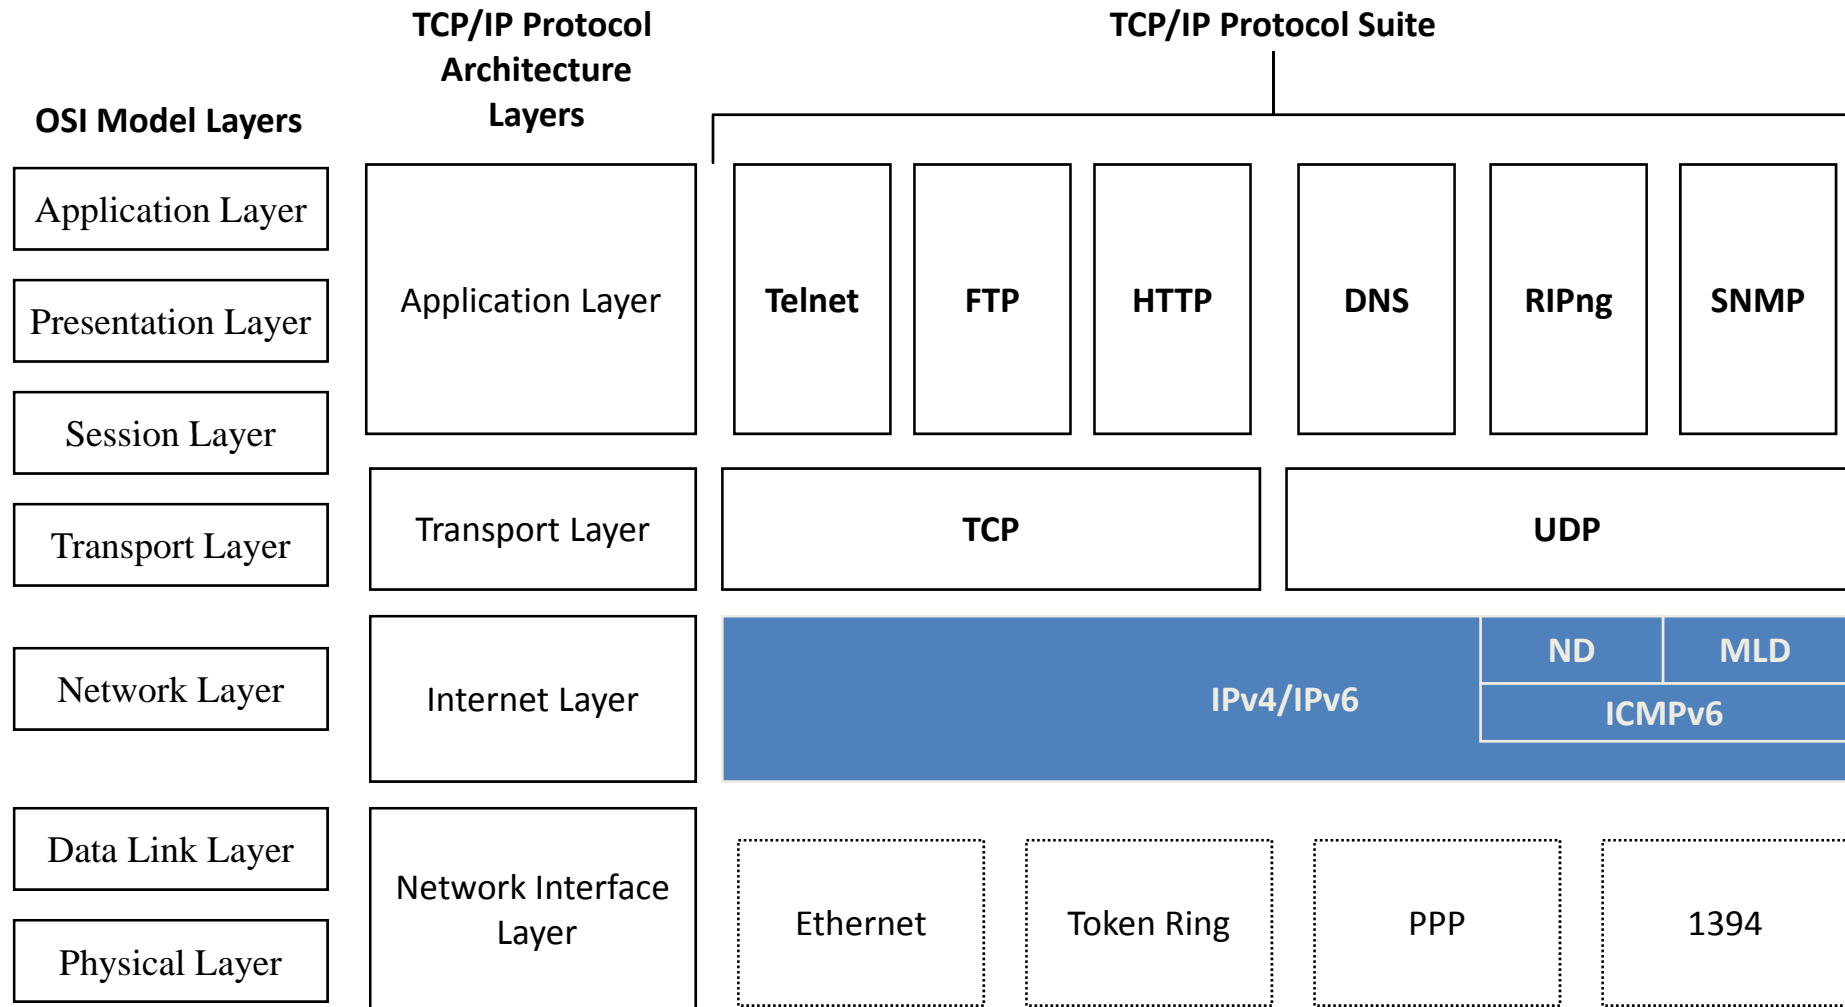 TCP/IP Protocol
Architecture
Layers
TCP/IP Protocol Suite
OSI Model Layers
Application Layer
Presentation Layer
Session Layer
Transport Layer
Network Layer
Data Link Layer
Physical Layer
Application Layer
Transport Layer
Internet Layer
Network Interface
Layer
Telnet
FTP
HTTP
DNS
RIPng
SNMP
TCP
UDP
IPv4/IPv6
ND
MLD
ICMPv6
Ethernet
Token Ring
PPP
1394